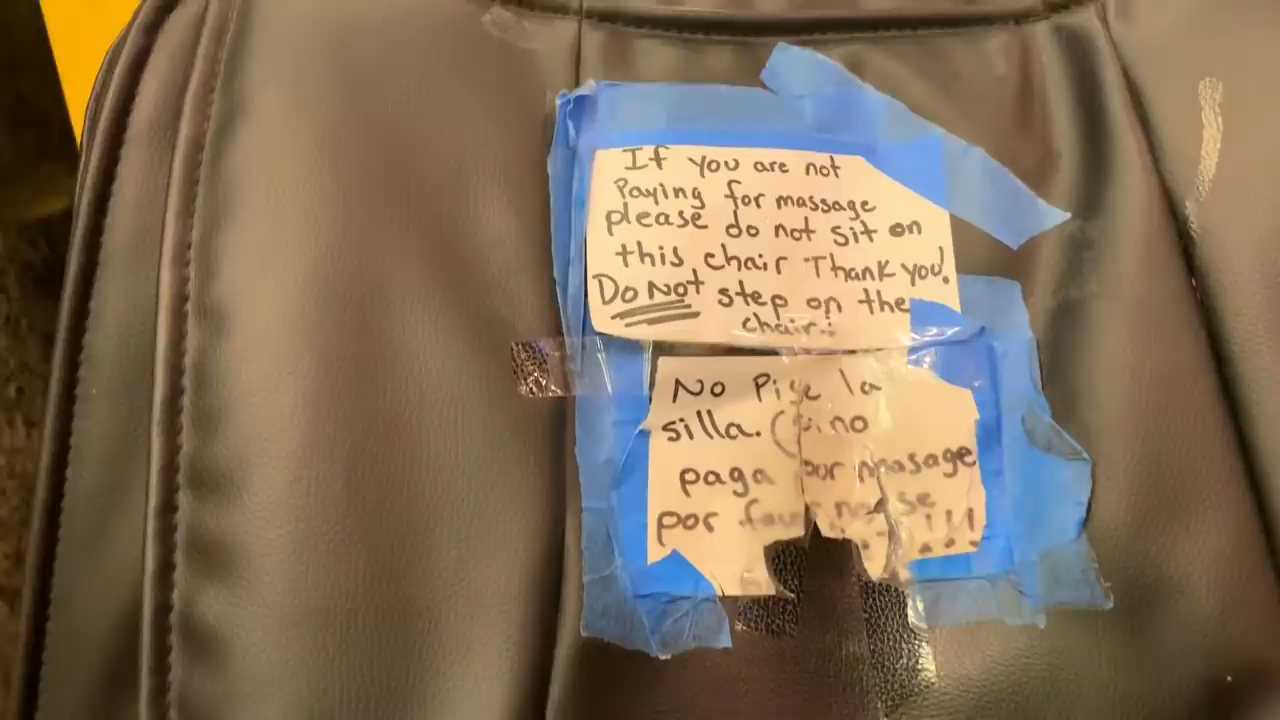 If you are not
Paying for massage
please do not sit on
this chair Thank you!
Do Not step on the
chair.
No Pise la
silla. (Si no
paga por masage
por favor no se
!!!